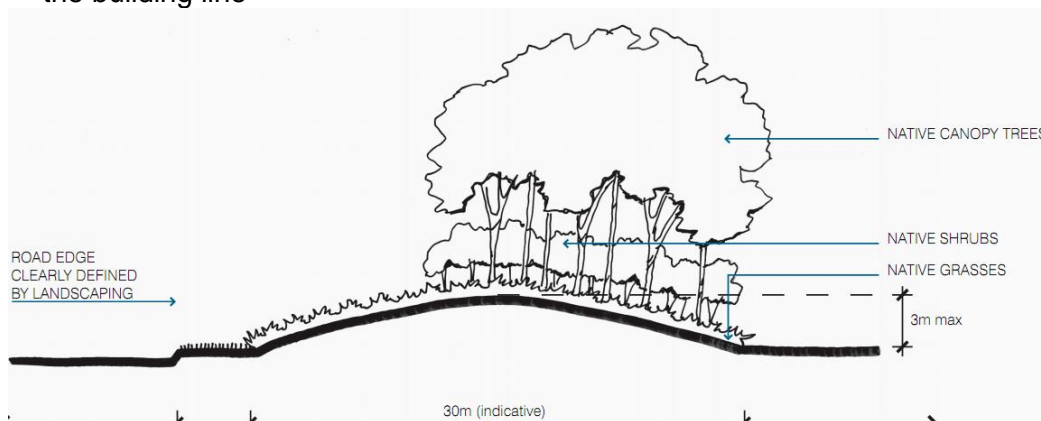 the building line
NATIVE CANOPY TREES
NATIVE SHRUBS
ROAD EDGE
CLEARLY DEFINED
BY LANDSCAPING
NATIVE GRASSES
3m max
30m (indicative)